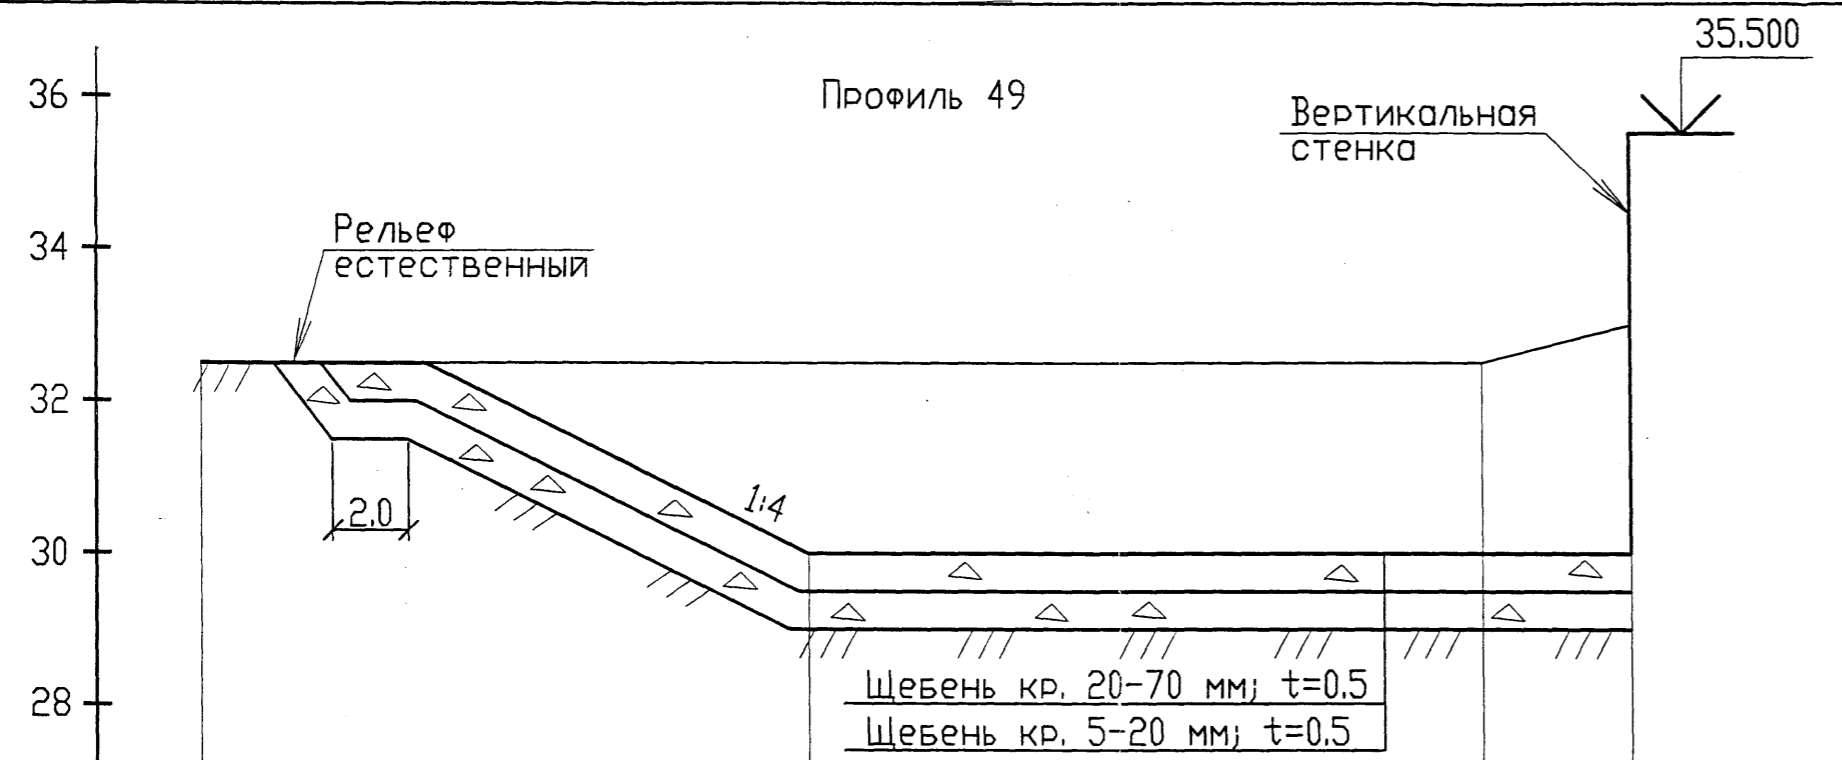 35.500
36
Профиль 49
Вертикальная
стенка
34
Рельеф
естественный
32
2.0
1:4
30
28
Щебень кр. 20-70 мм; t=0.5
Щебень кр. 5-20 мм; t=0.5